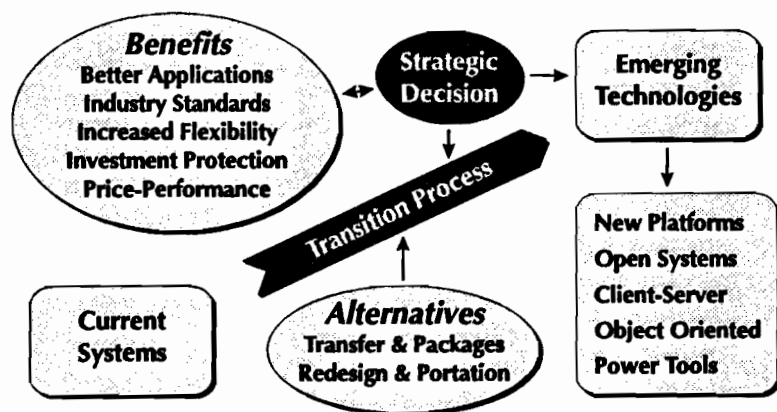 Benefits
Better Applications
Industry Standards
Increased Flexibility
Investment Protection
Price-Performance
Strategic
Decision
Emerging
Technologies
Transition Process
New Platforms
Open Systems
Client-Server
Object Oriented
Power Tools
Current
Systems
Alternatives
Transfer & Packages
Redesign & Portation